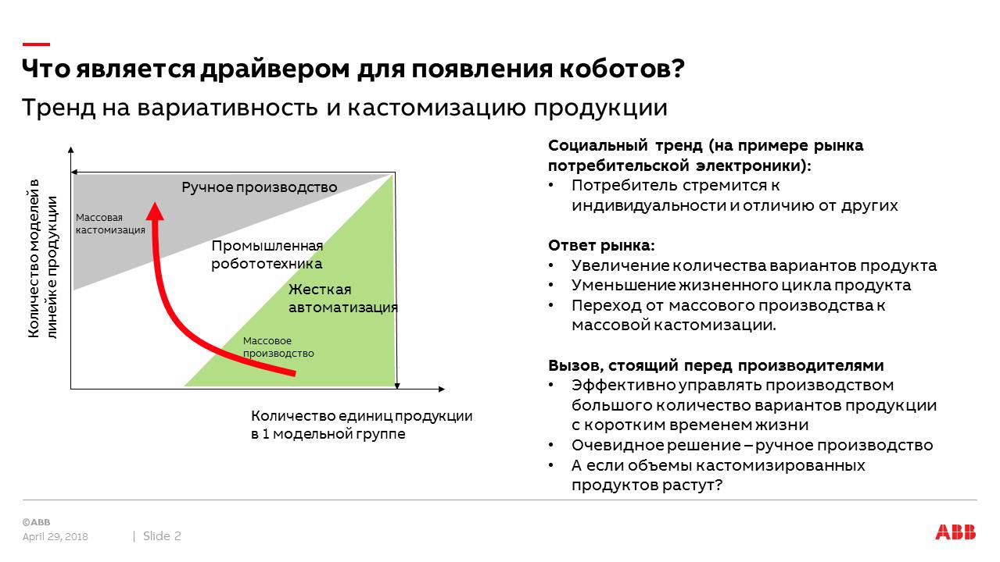 Что является драйвером для появления коботов?
Тренд на вариативность и кастомизацию продукции
Количество моделей в
линейке продукции
Ручное производство
Массовая
кастомизация
Промышленная
робототехника
Жесткая
автоматизация
Массовое
производство
Количество единиц продукции
в 1 модельной группе
Социальный тренд (на примере рынка
потребительской электроники):
• Потребитель стремится к
индивидуальности и отличию от других
Ответ рынка:
• Увеличение количества вариантов продукта
• Уменьшение жизненного цикла продукта
• Переход от массового производства к
массовой кастомизации.
Вызов, стоящий перед производителями
• Эффективно управлять производством
большого количество вариантов продукции
с коротким временем жизни
• Очевидное решение – ручное производство
• А если объемы кастомизированных
продуктов растут?
©ABB
April 29, 2018 | Slide 2
ABB